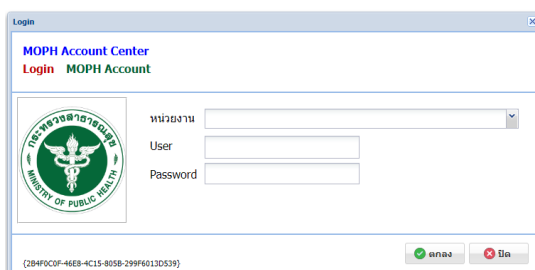 Login
MOPH Account Center
Login MOPH Account
กระทรวงสาธารณสุข
MINISTRY OF PUBLIC HEALTH
หน่วยงาน
User
Password
ตกลง ปิด
{2B4F0C0F-46E8-4C15-805B-299F6013D539}